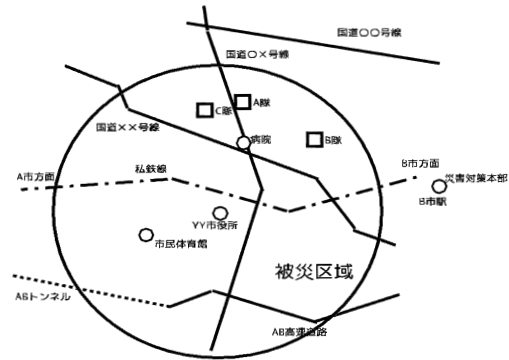 国道〇〇号線
国道〇×号線
A隊
C隊
国道××号線
病院
B隊
A市方面
私鉄線
B市方面
災害対策本部
B市駅
YY市役所
市民体育館
被災区域
ABトンネル
AB高速道路